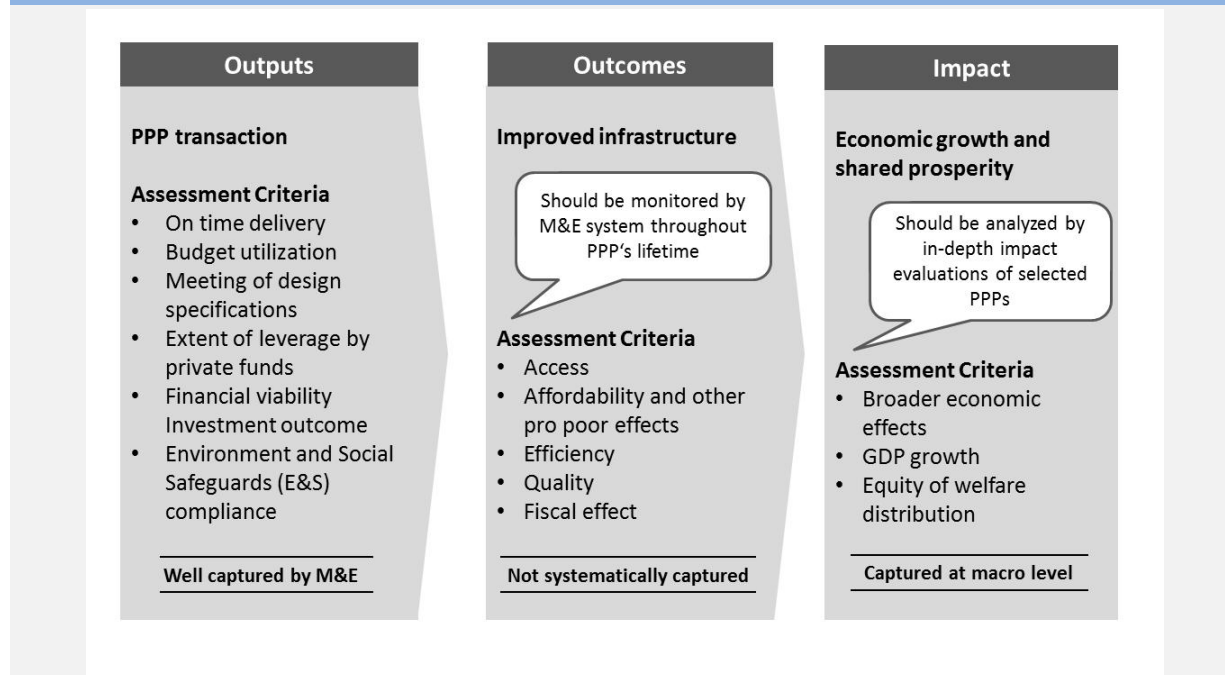 Outputs
PPP transaction
Assessment Criteria
• On time delivery
• Budget utilization
• Meeting of design
specifications
• Extent of leverage by
private funds
• Financial viability
Investment outcome
• Environment and Social
Safeguards (E&S)
compliance
Well captured by M&E
Outcomes
Improved infrastructure
Should be monitored by
M&E system throughout
PPP‘s lifetime
Assessment Criteria
• Access
• Affordability and other
pro poor effects
• Efficiency
• Quality
• Fiscal effect
Not systematically captured
Impact
Economic growth and
shared prosperity
Should be analyzed by
in-depth impact
evaluations of selected
PPPs
Assessment Criteria
• Broader economic
effects
• GDP growth
• Equity of welfare
distribution
Captured at macro level